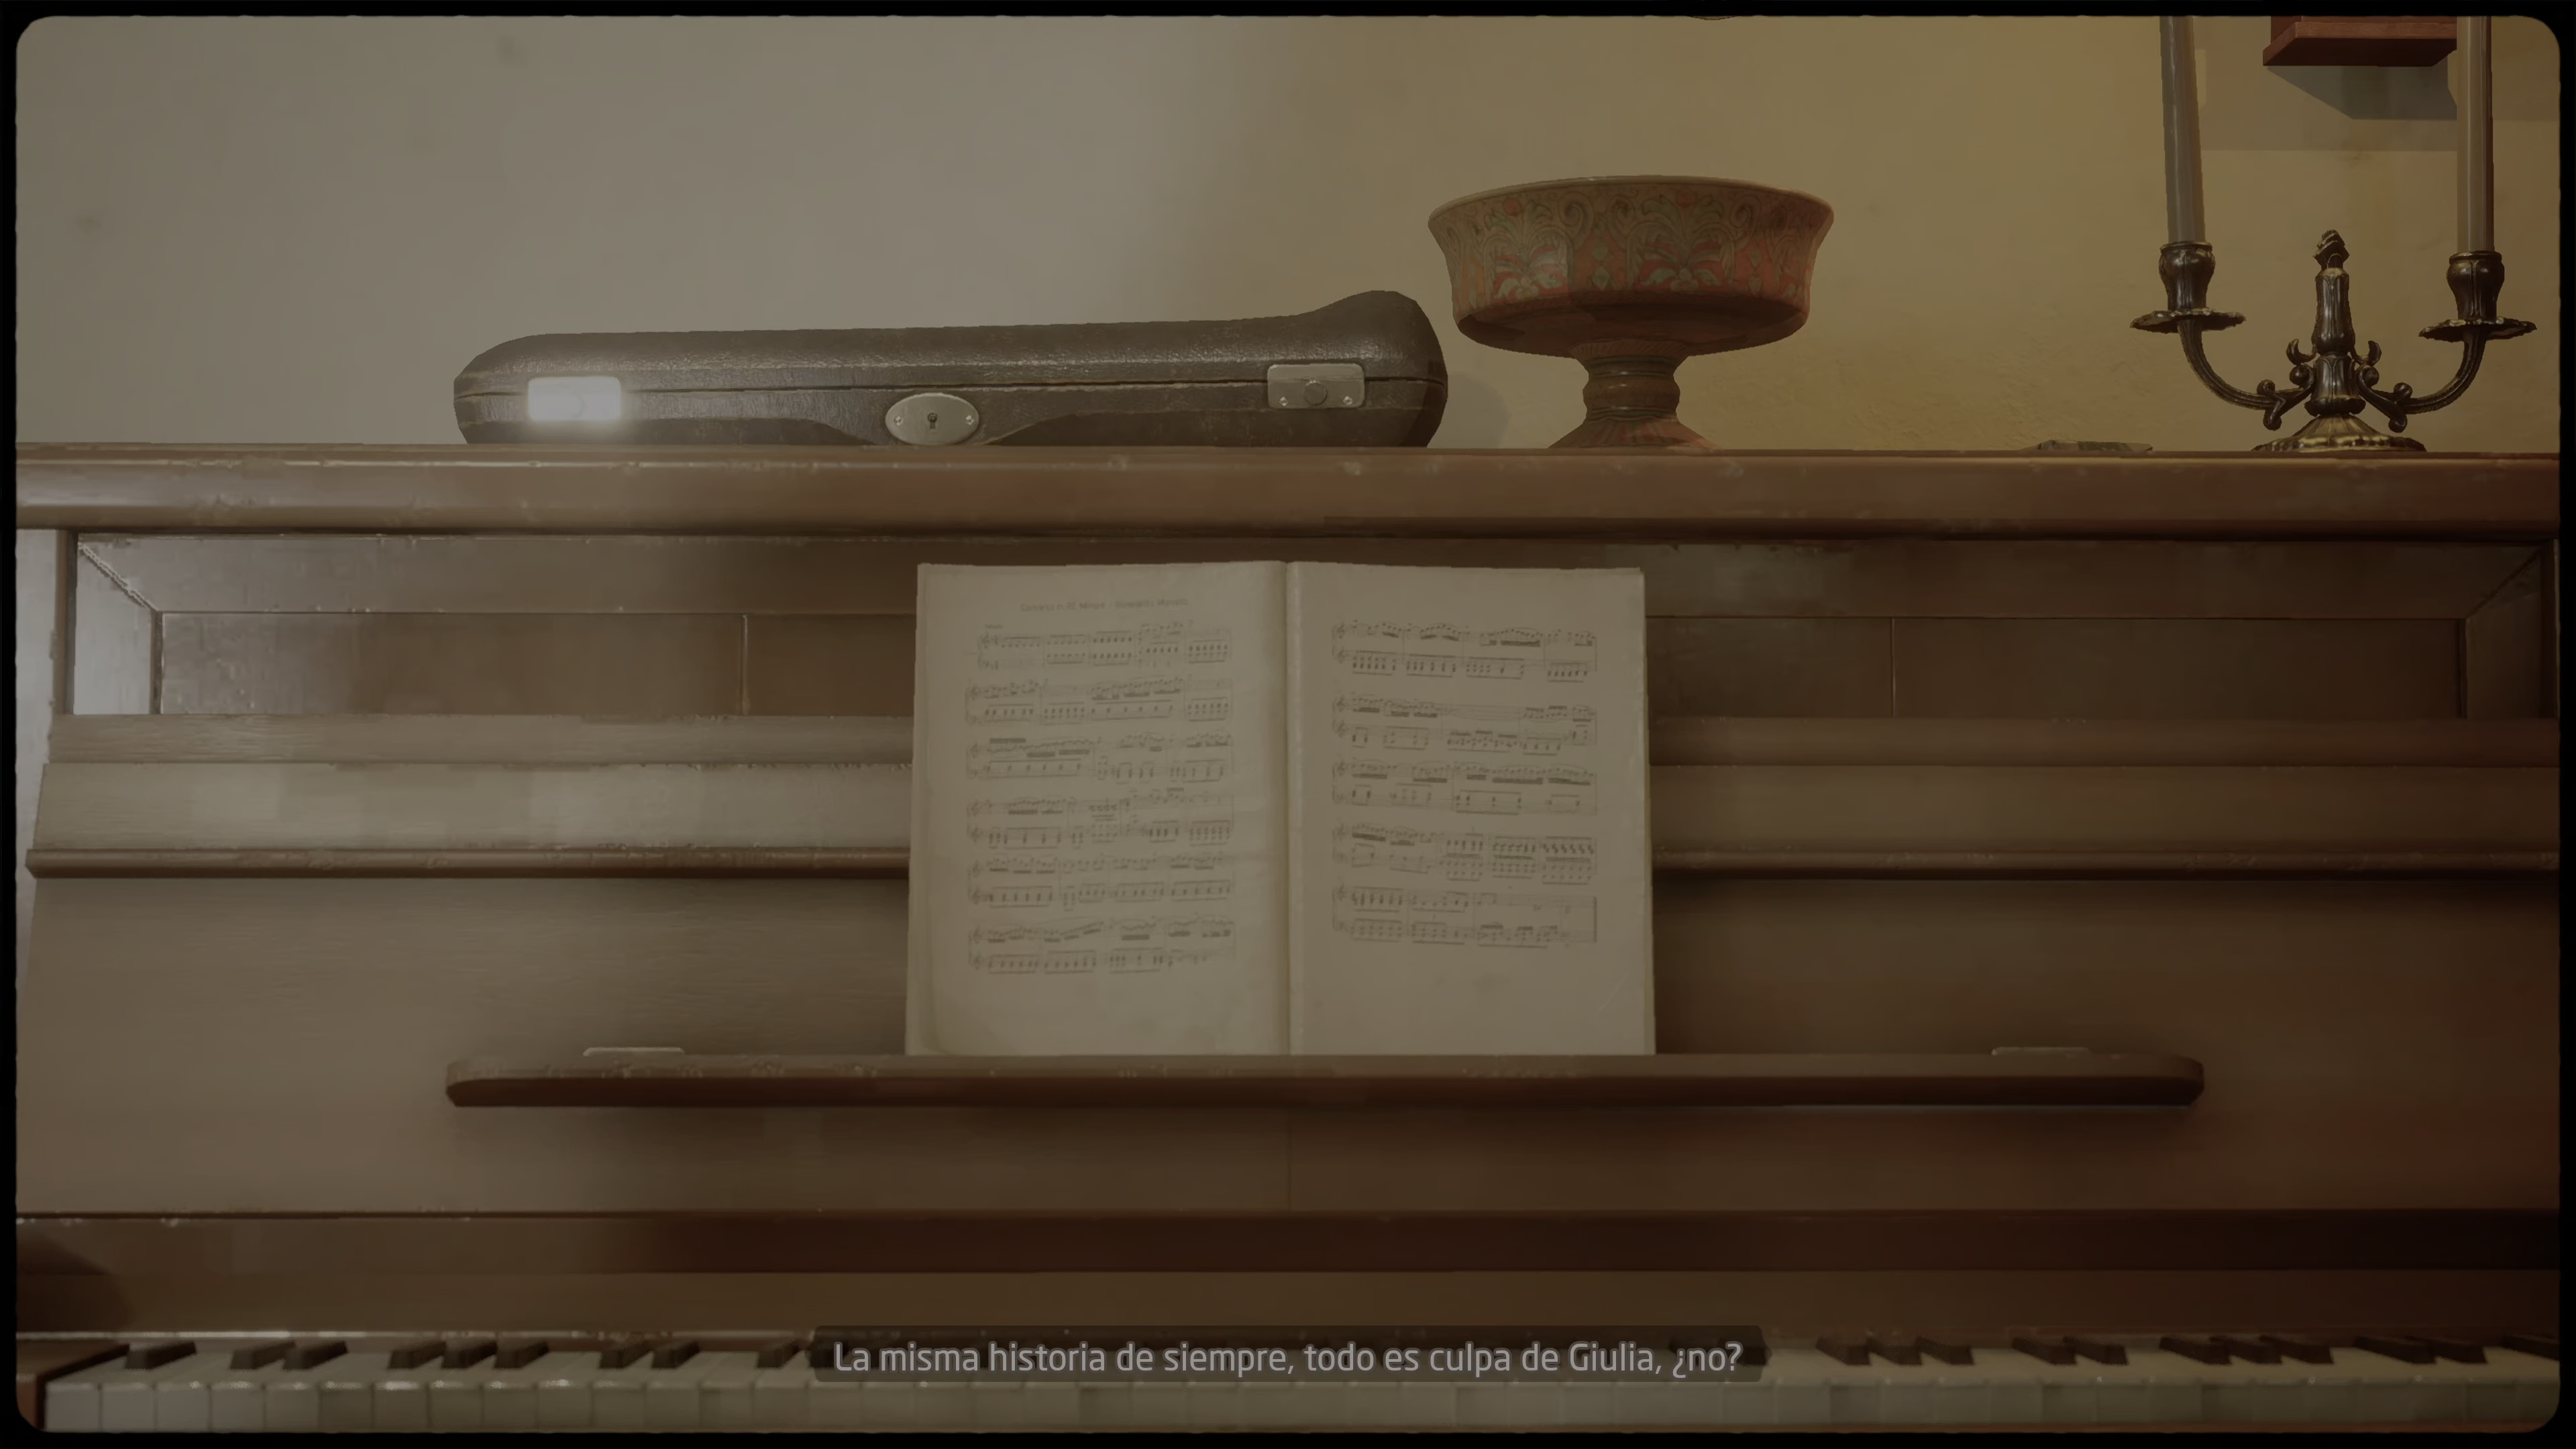 La misma historia de siempre, todo es culpa de Giulia, ¿no?